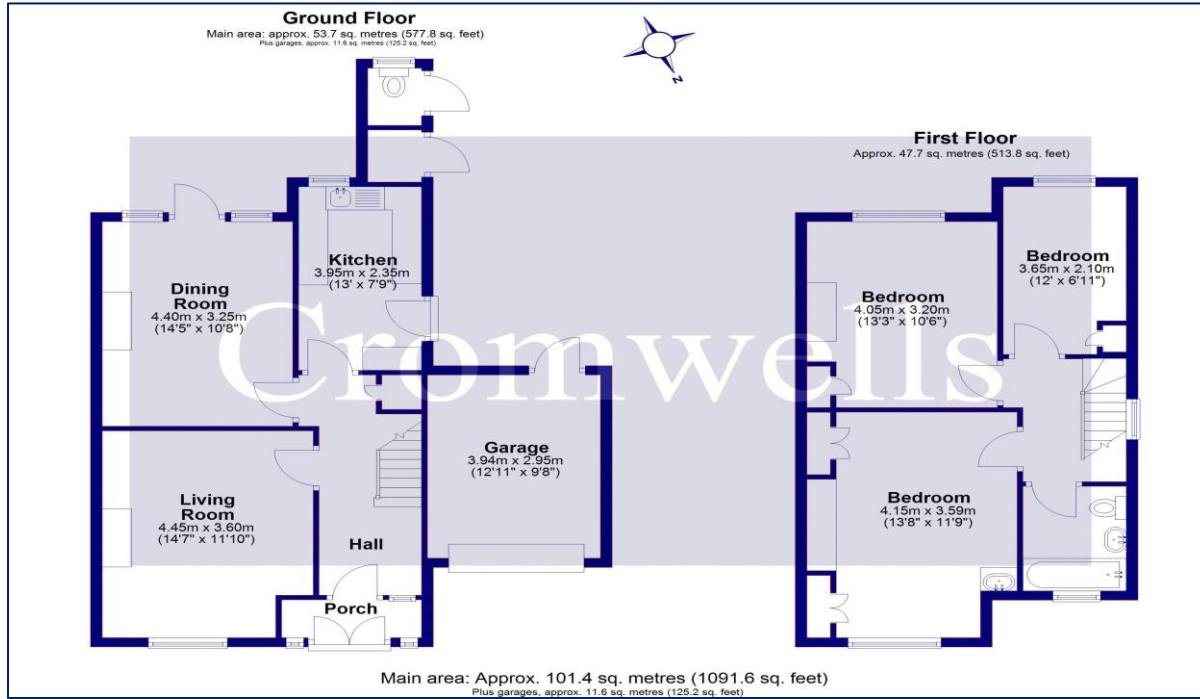 Ground Floor
Main area: approx. 53.7 sq. metres (577.8 sq. feet)
Plus garages, approx. 11.6 sq. metres (125.2 sq. feet)
N
First Floor
Approx. 47.7 sq. metres (513.8 sq. feet)
Kitchen
3.95m x 2.35m
(13' x 7'9")
Dining
Room
4.40m x 3.25m
(14'5" x 10'8")
Bedroom
3.65m x 2.10m
(12' x 6'11")
Bedroom
4.05m x 3.20m
(13'3" x 10'6")
Cromwells
Garage
3.94m x 2.95m
(12'11" x 9'8")
Living
Room
4.45m x 3.60m
(14'7" x 11'10")
Bedroom
4.15m x 3.59m
(13'8" x 11'9")
Hall
Porch
Main area: Approx. 101.4 sq. metres (1091.6 sq. feet)
Plus garages, approx. 11.6 sq. metres (125.2 sq. feet)